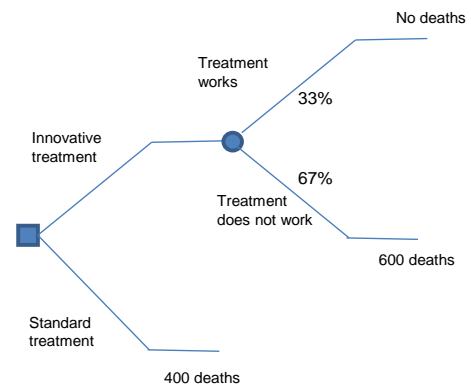 No deaths
Treatment
works
33%
Innovative
treatment
67%
Treatment
does not work
600 deaths
Standard
treatment
400 deaths